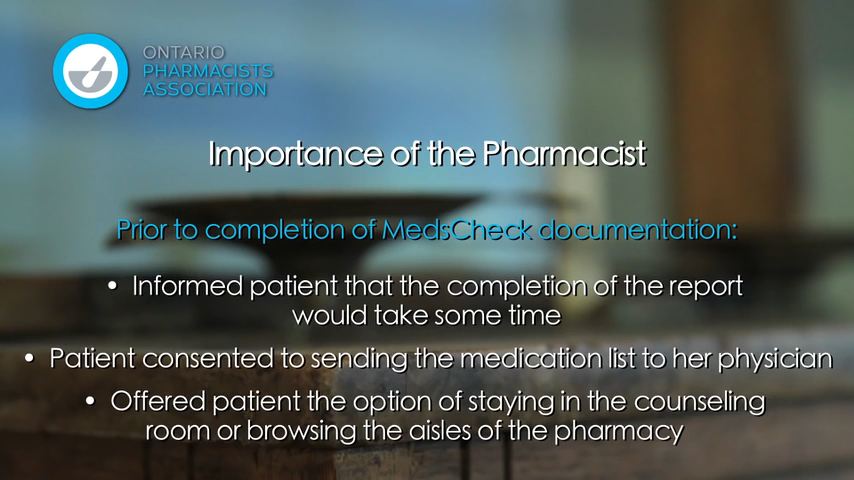 ONTARIO
PHARMACISTS
ASSOCIATION
Importance of the Pharmacist
Prior to completion of MedsCheck documentation:
• Informed patient that the completion of the report
would take some time
• Patient consented to sending the medication list to her physician
• Offered patient the option of staying in the counseling
room or browsing the aisles of the pharmacy